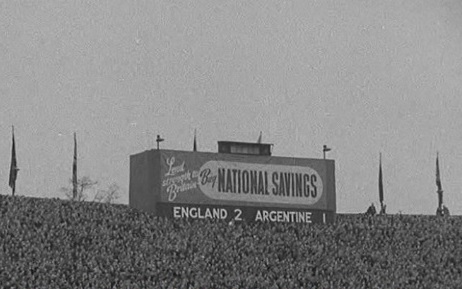 Lend
strength to
Britain
Buy NATIONAL SAVINGS
ENGLAND 2 ARGENTINE 1